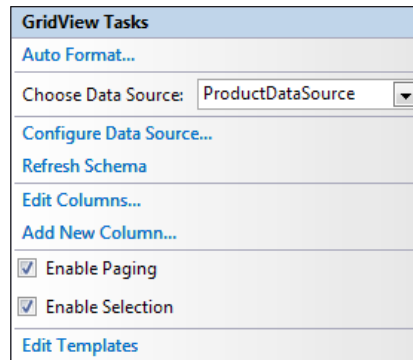 GridView Tasks
Auto Format...
Choose Data Source: ProductDataSource
Configure Data Source...
Refresh Schema
Edit Columns...
Add New Column...
Enable Paging
Enable Selection
Edit Templates